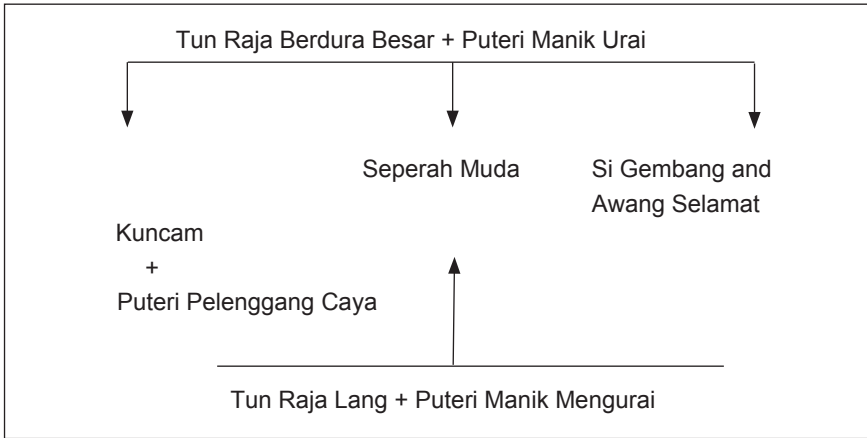 Tun Raja Berdura Besar + Puteri Manik Urai
Seperah Muda
Si Gembang and
Awang Selamat
Kuncam
+
Puteri Pelenggang Caya
Tun Raja Lang + Puteri Manik Mengurai